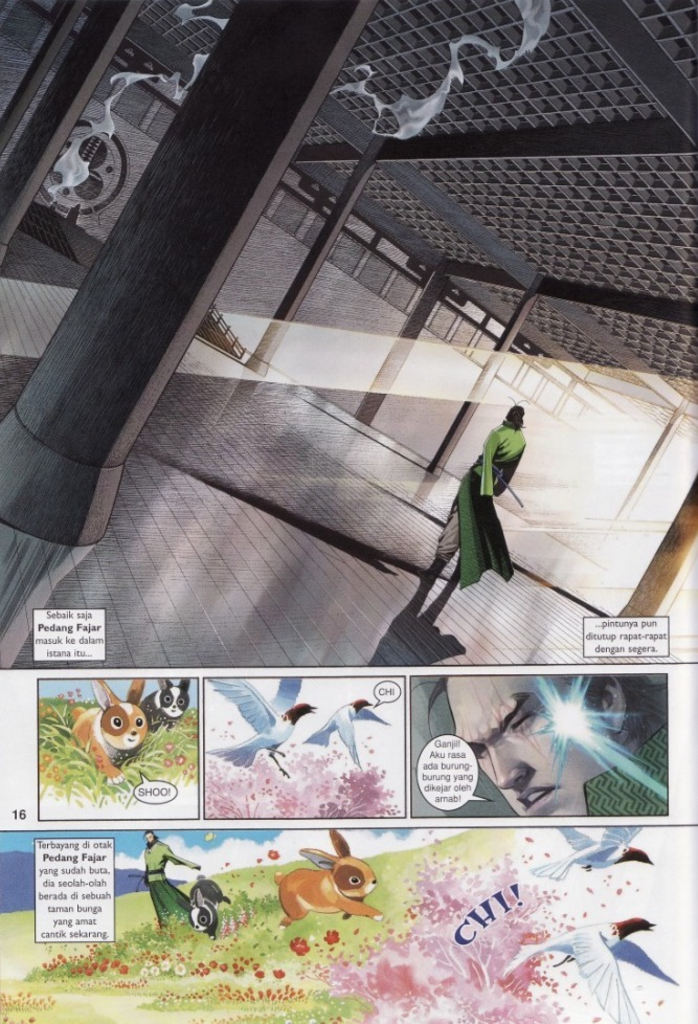 Sebaik saja
Pedang Fajar
masuk ke dalam
istana itu...
...pintunya pun
ditutup rapat-rapat
dengan segera.
SHOO!
CHI
Ganjil!
Aku rasa
ada burung-
burung yang
dikejar oleh
arnab!
16
Terbayang di otak
Pedang Fajar
yang sudah buta,
dia seolah-olah
berada di sebuah
taman bunga
yang amat
cantik sekarang.
CHI!